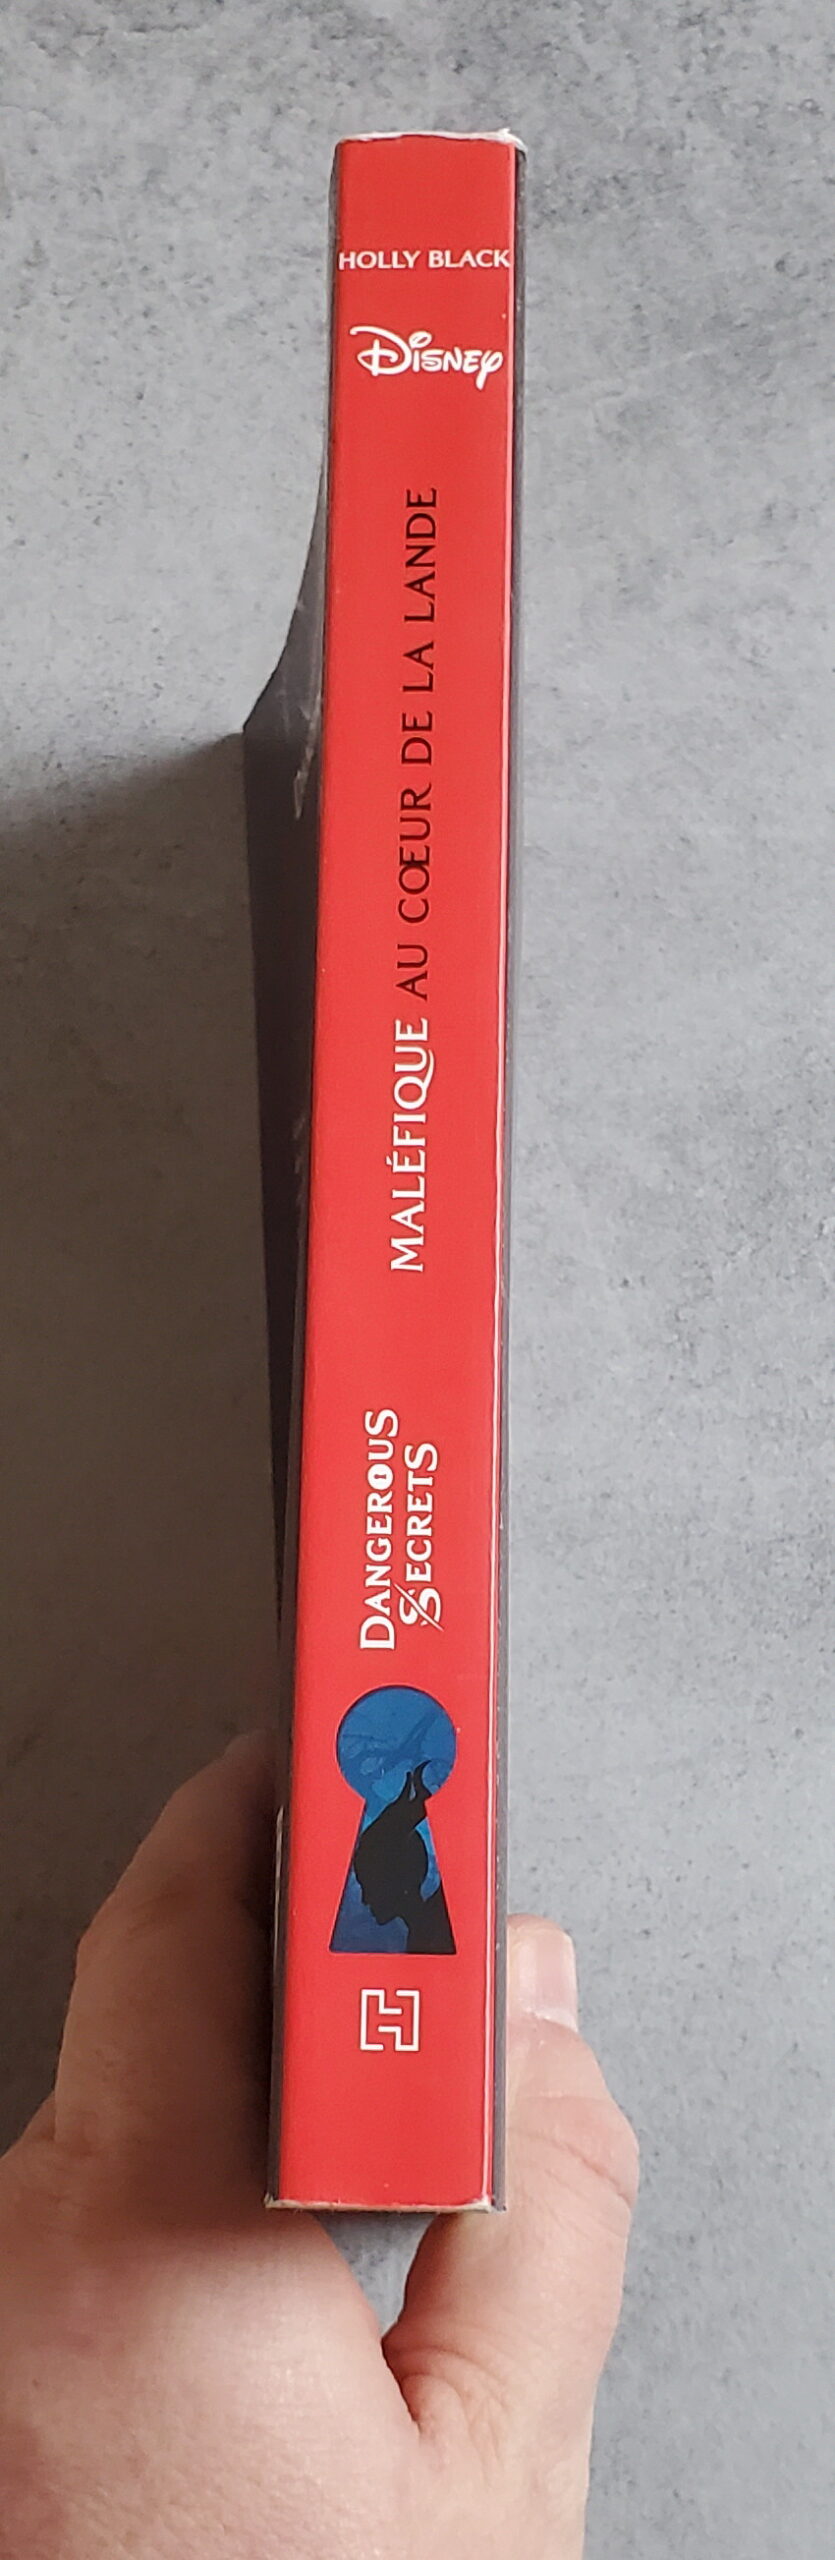 HOLLY BLACK
DISNEY
MALÉFIQUE AU CŒUR DE LA LANDE
DANGEROUS
SECRETS
H